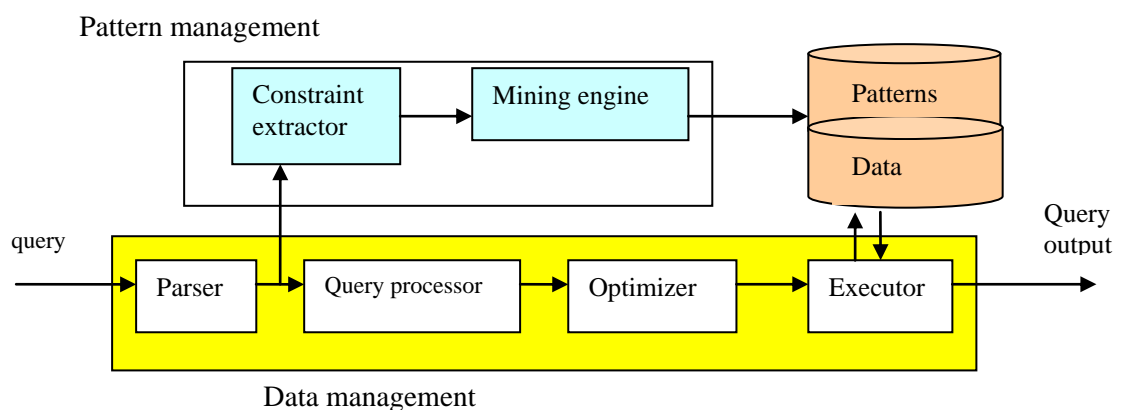 Pattern management
Constraint
extractor
Mining engine
Patterns
Data
query
Query
output
Parser
Query processor
Optimizer
Executor
Data management